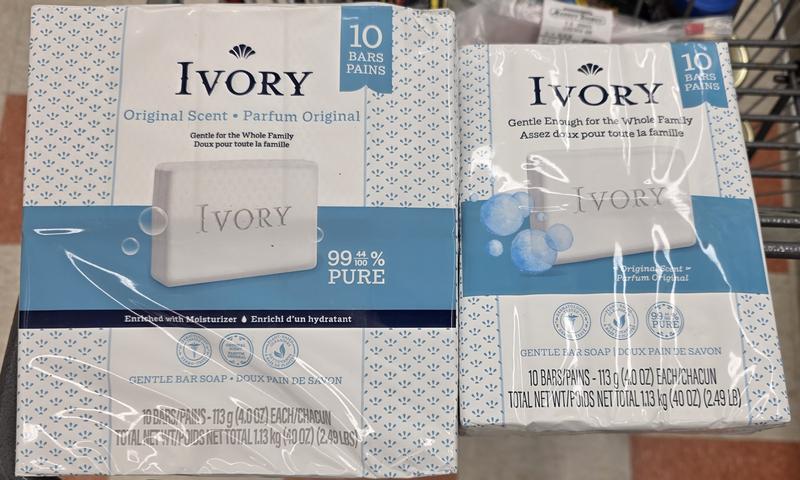 10
BARS
PAINS
IVORY
Original Scent • Parfum Original
Gentle for the Whole Family
Doux pour toute la famille
IVORY
99 44/100 %
PURE
Enriched with Moisturizer Enrichi d'un hydratant
GENTLE BAR SOAP • DOUX PAIN DE SAVON
10 BARS/PAINS - 113 g (4.0 OZ) EACH/CHACUN
TOTAL NET WT/POIDS NET TOTAL 1.13 kg (40 OZ) (2.49 LBS)
10
BARS
PAINS
IVORY
Gentle Enough for the Whole Family
Assez doux pour toute la famille
IVORY
Original Scent
Parfum Original
99 44/100 %
PURE
GENTLE BAR SOAP | DOUX PAIN DE SAVON
10 BARS/PAINS - 113 g (4.0 OZ) EACH/CHACUN
TOTAL NET WT/POIDS NET TOTAL 1.13 kg (40 OZ) (2.49 LB)